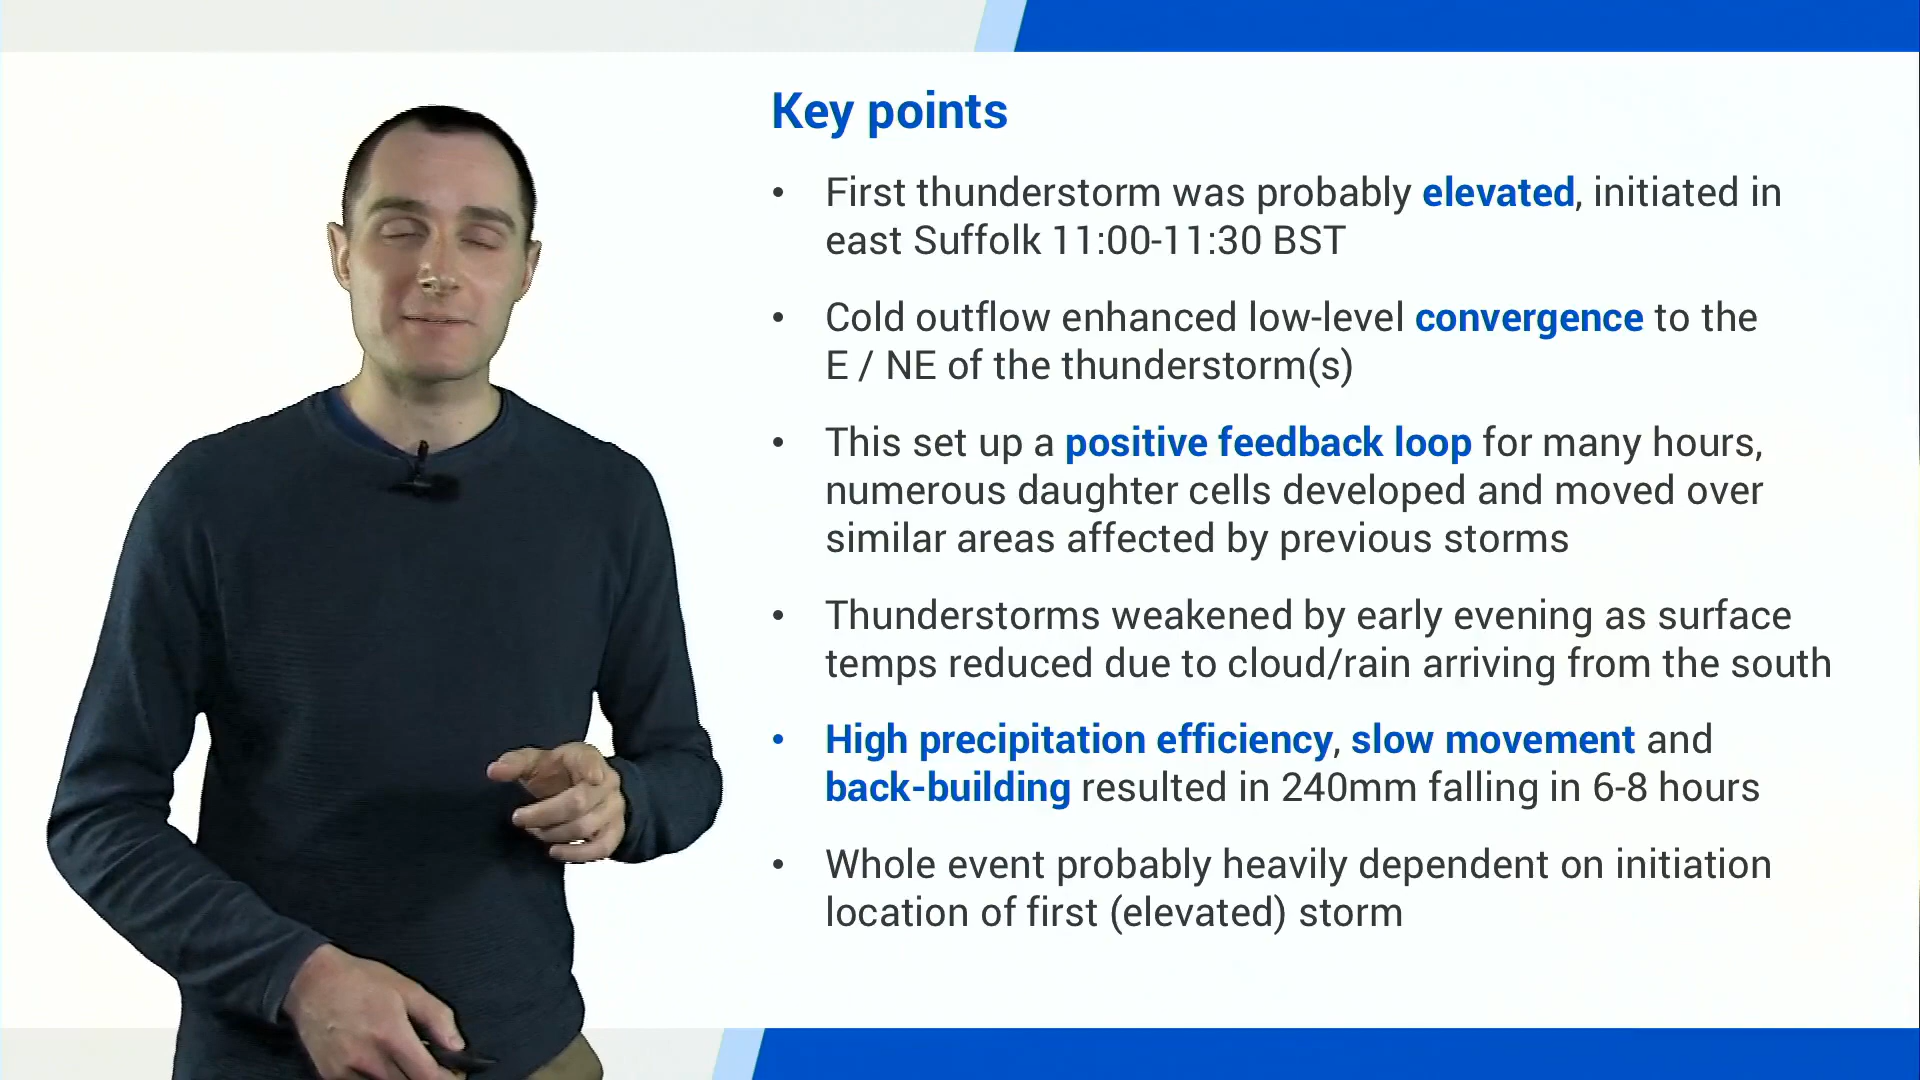 Key points
• First thunderstorm was probably elevated, initiated in
east Suffolk 11:00-11:30 BST
• Cold outflow enhanced low-level convergence to the
E / NE of the thunderstorm(s)
• This set up a positive feedback loop for many hours,
numerous daughter cells developed and moved over
similar areas affected by previous storms
• Thunderstorms weakened by early evening as surface
temps reduced due to cloud/rain arriving from the south
• High precipitation efficiency, slow movement and
back-building resulted in 240mm falling in 6-8 hours
• Whole event probably heavily dependent on initiation
location of first (elevated) storm